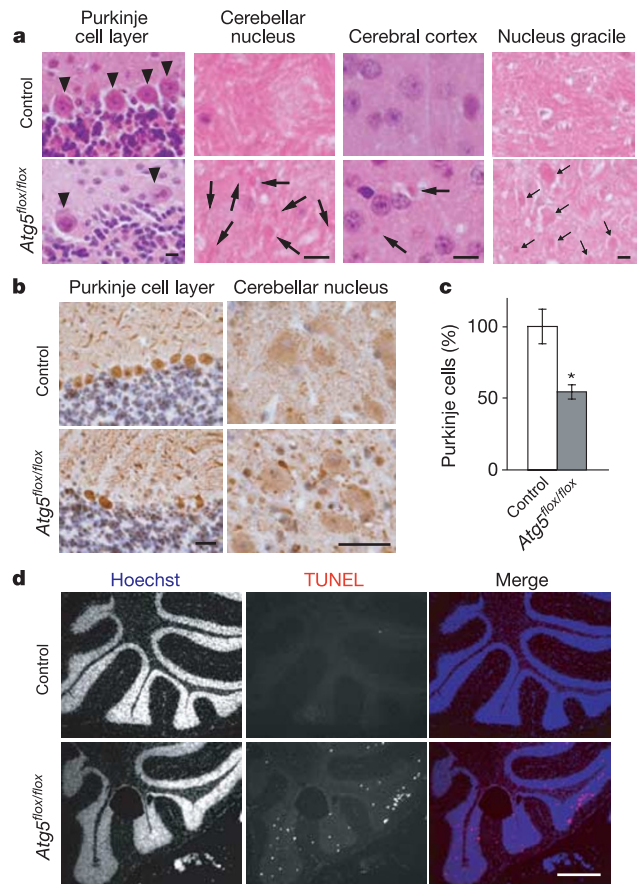 a
Purkinje cell layer
Cerebellar nucleus
Cerebral cortex
Nucleus gracile
Control
Atg5flox/flox
b
Purkinje cell layer
Cerebellar nucleus
Control
Atg5flox/flox
c
Purkinje cells (%)
100
50
0
*
Control
Atg5flox/flox
d
Hoechst
TUNEL
Merge
Control
Atg5flox/flox